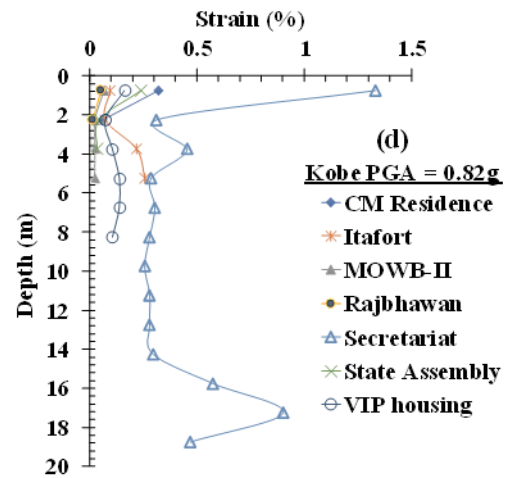 Strain (%)
0 0.5 1 1.5
0
2
4
6
8
10
12
14
16
18
20
Depth (m)
(d)
Kobe PGA = 0.82g
CM Residence
Itafort
MOWB-II
Rajbhawan
Secretariat
State Assembly
VIP housing